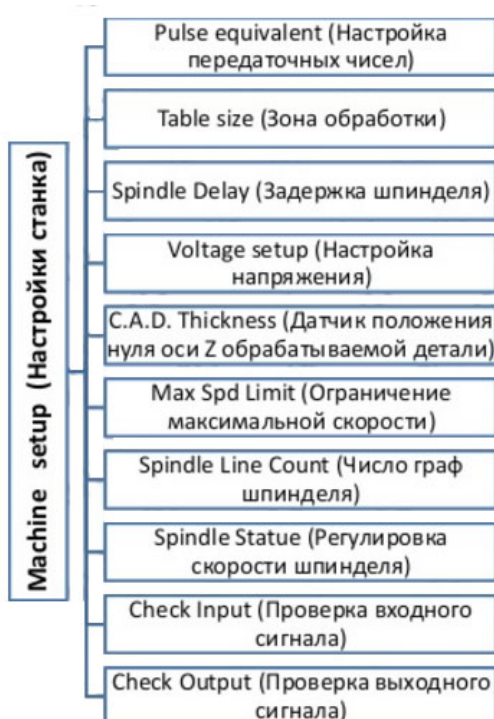 Machine setup (Настройки станка)
Pulse equivalent (Настройка
передаточных чисел)
Table size (Зона обработки)
Spindle Delay (Задержка шпинделя)
Voltage setup (Настройка
напряжения)
C.A.D. Thickness (Датчик положения
нуля оси Z обрабатываемой детали)
Max Spd Limit (Ограничение
максимальной скорости)
Spindle Line Count (Число граф
шпинделя)
Spindle Statue (Регулировка
скорости шпинделя)
Check Input (Проверка входного
сигнала)
Check Output (Проверка выходного
сигнала)